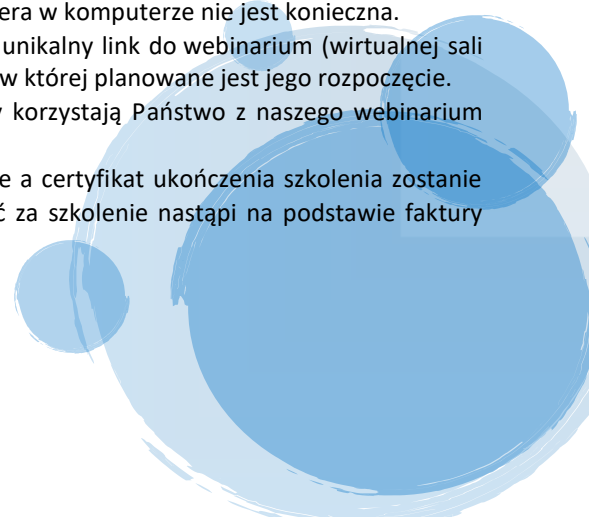 era w komputerze nie jest konieczna.
unikalny link do webinarium (wirtualnej sali
w której planowane jest jego rozpoczęcie.
korzystają Państwo z naszego webinarium
e a certyfikat ukończenia szkolenia zostanie
ć za szkolenie nastąpi na podstawie faktury